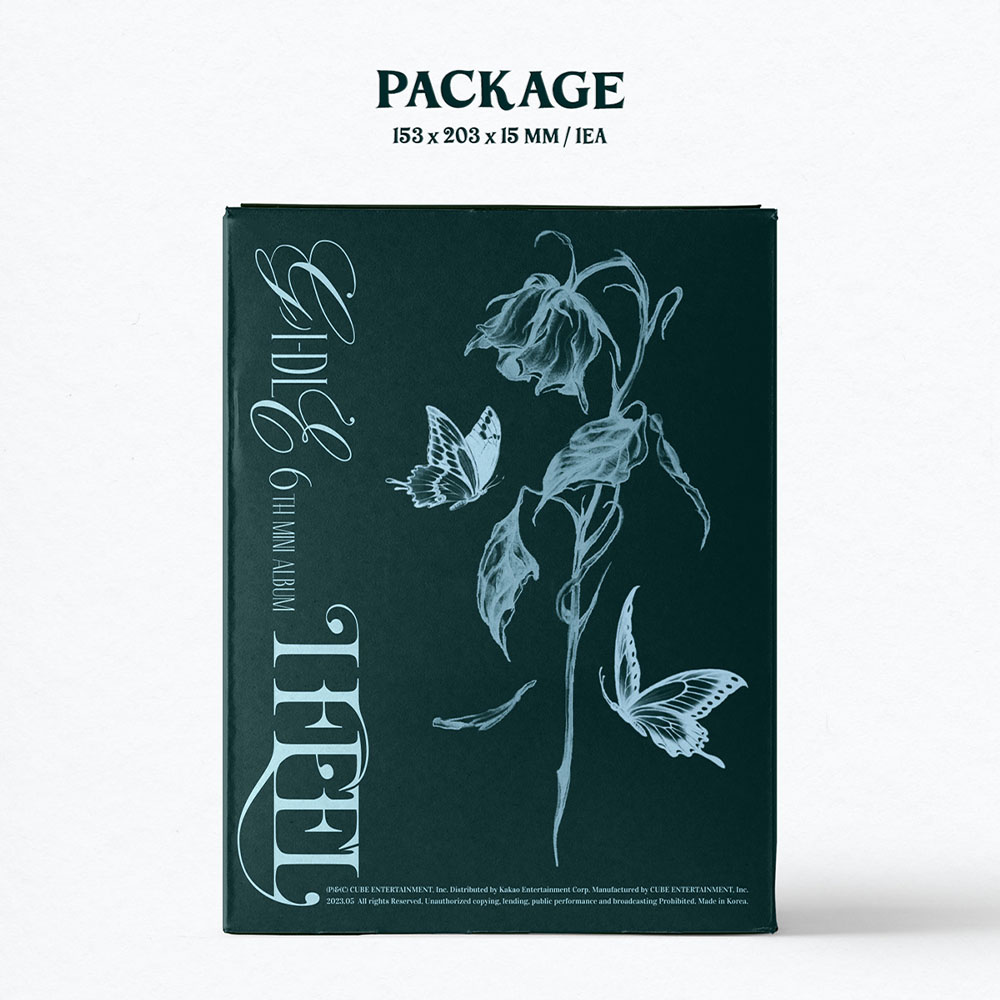 PACKAGE
153 x 203 x 15 MM / 1EA
G I-DLE 6TH MINI ALBUM
I FEEL
(P)&(C) CUBE ENTERTAINMENT, Inc. Distributed by Kakao Entertainment Corp. Manufactured by CUBE ENTERTAINMENT, Inc.
2023.05 All rights Reserved, Unauthorized copying, lending, public performance and broadcasting Prohibited, Made in Korea.